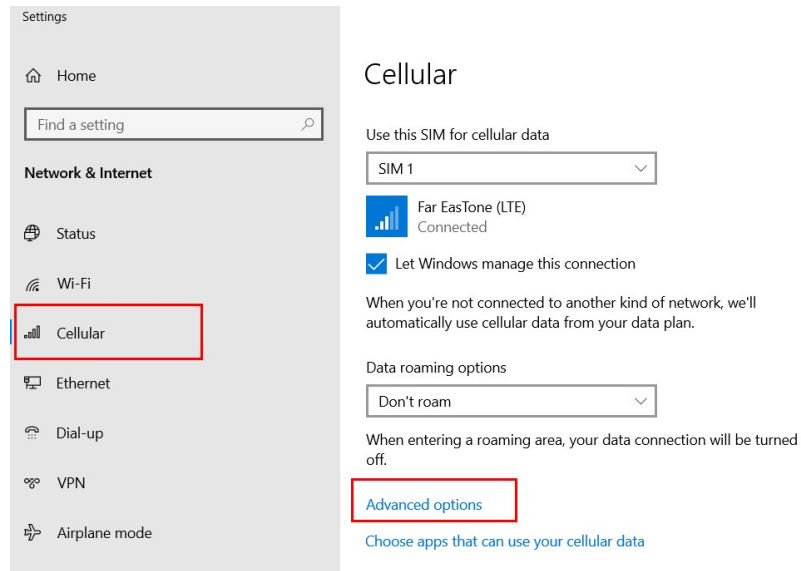 Settings
Home
Find a setting
Network & Internet
Status
Wi-Fi
Cellular
Ethernet
Dial-up
VPN
Airplane mode
Cellular
Use this SIM for cellular data
SIM 1
Far EasTone (LTE)
Connected
Let Windows manage this connection
When you're not connected to another kind of network, we'll
automatically use cellular data from your data plan.
Data roaming options
Don't roam
When entering a roaming area, your data connection will be turned
off.
Advanced options
Choose apps that can use your cellular data